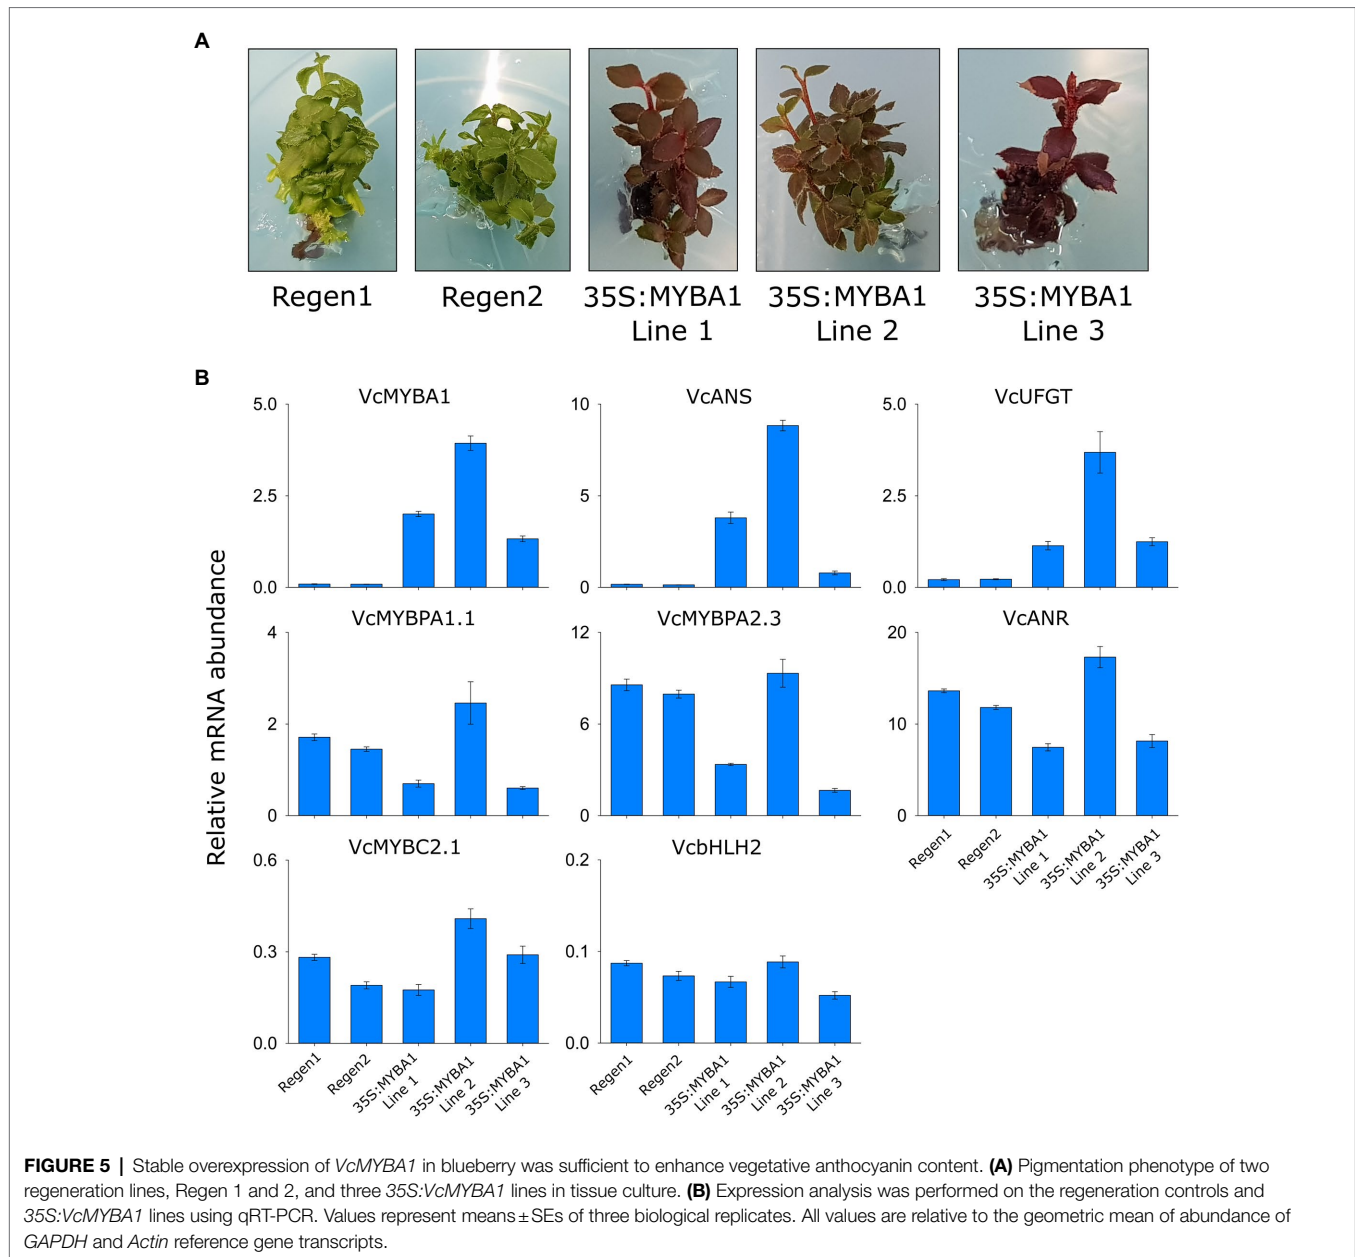 A
Regen1
Regen2
35S:MYBA1
Line 1
35S:MYBA1
Line 2
35S:MYBA1
Line 3
B
Relative mRNA abundance
VcMYBA1
5.0
2.5
0.0
VcANS
10
5
0
VcUFGT
5.0
2.5
0.0
VcMYBPA1.1
4
2
0
VcMYBPA2.3
12
6
0
VcANR
20
10
0
Regen1
Regen2
35S:MYBA1
Line 1
35S:MYBA1
Line 2
35S:MYBA1
Line 3
VcMYBC2.1
0.6
0.3
0.0
Regen1
Regen2
35S:MYBA1
Line 1
35S:MYBA1
Line 2
35S:MYBA1
Line 3
VcbHLH2
0.2
0.1
0.0
Regen1
Regen2
35S:MYBA1
Line 1
35S:MYBA1
Line 2
35S:MYBA1
Line 3
FIGURE 5 | Stable overexpression of VcMYBA1 in blueberry was sufficient to enhance vegetative anthocyanin content. (A) Pigmentation phenotype of two
regeneration lines, Regen 1 and 2, and three 35S:VcMYBA1 lines in tissue culture. (B) Expression analysis was performed on the regeneration controls and
35S:VcMYBA1 lines using qRT-PCR. Values represent means±SEs of three biological replicates. All values are relative to the geometric mean of abundance of
GAPDH and Actin reference gene transcripts.